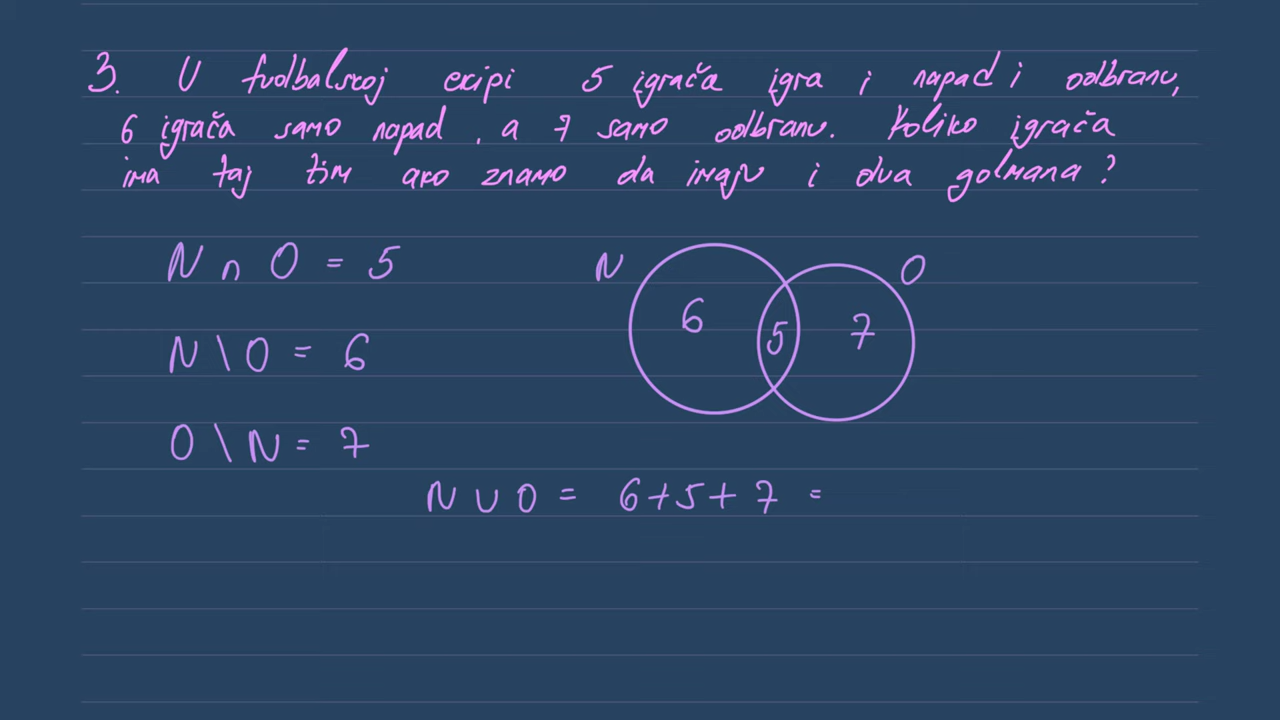 3. U fudbalskoj ekipi 5 igrača igra i napad i odbranu,
6 igrača samo napad, a 7 samo odbranu. Koliko igrača
ima taj tim ako znamo da imaju i dva golmana?
N ∩ O = 5
N O
6 5 7
N \ O = 6
O \ N = 7
N ∪ O = 6+5+7 =